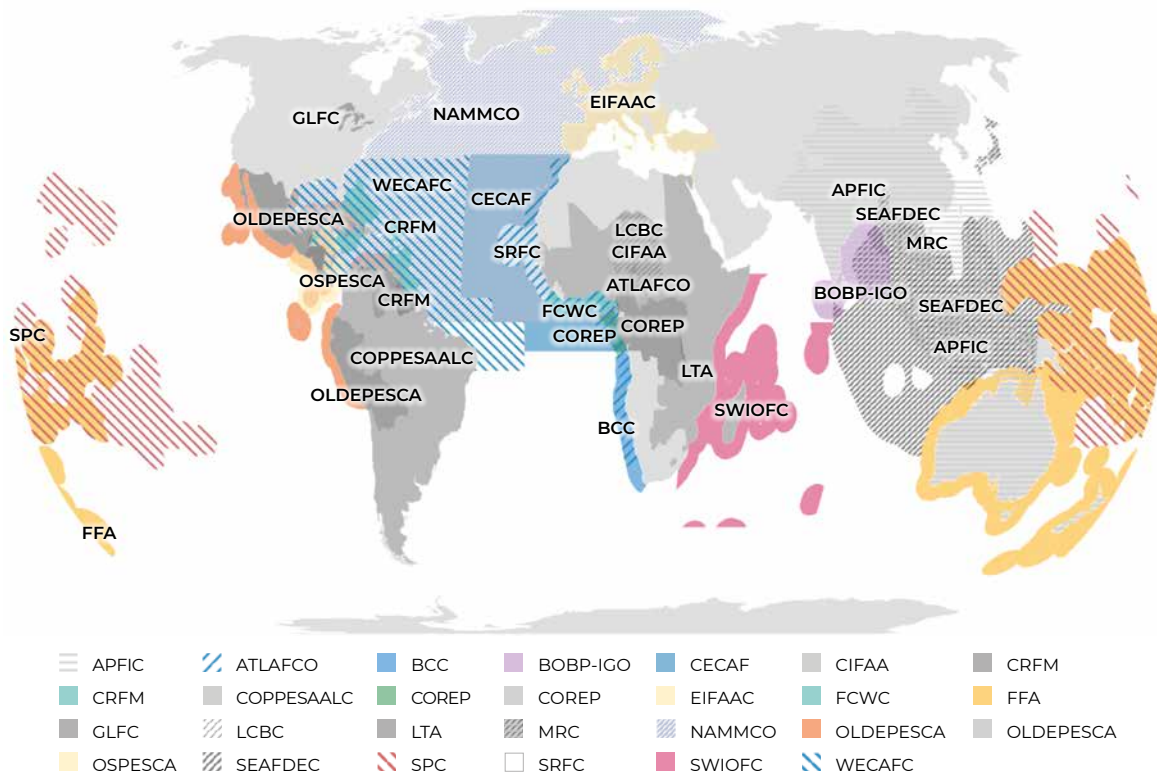 GLFC
NAMMCO
EIFAAC
WECAFC
CECAF
APFIC
OLDEPESCA
CRFM
SEAFDEC
LCBC
MRC
SRFC
CIFAA
OSPESCA
ATLAFCO
BOBP-IGO
CRFM
FCWC
SEAFDEC
SPC
COREP
COREP
COPPESAALC
APFIC
LTA
OLDEPESCA
SWIOFC
BCC
FFA
APFIC ATLAFCO BCC BOBP-IGO CECAF CIFAA CRFM
CRFM COPPESAALC COREP COREP EIFAAC FCWC FFA
GLFC LCBC LTA MRC NAMMCO OLDEPESCA OLDEPESCA
OSPESCA SEAFDEC SPC SRFC SWIOFC WECAFC